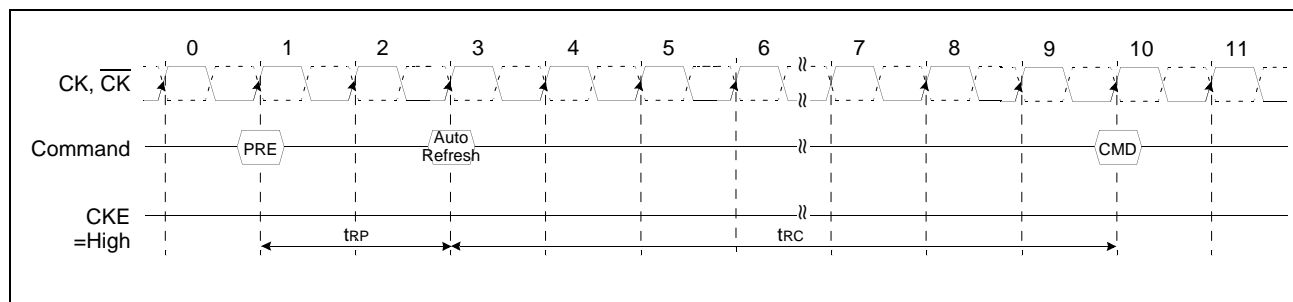 0 1 2 3 4 5 6 7 8 9 10 11
CK, CK
Command PRE Auto Refresh CMD
CKE
=High
tRP tRC